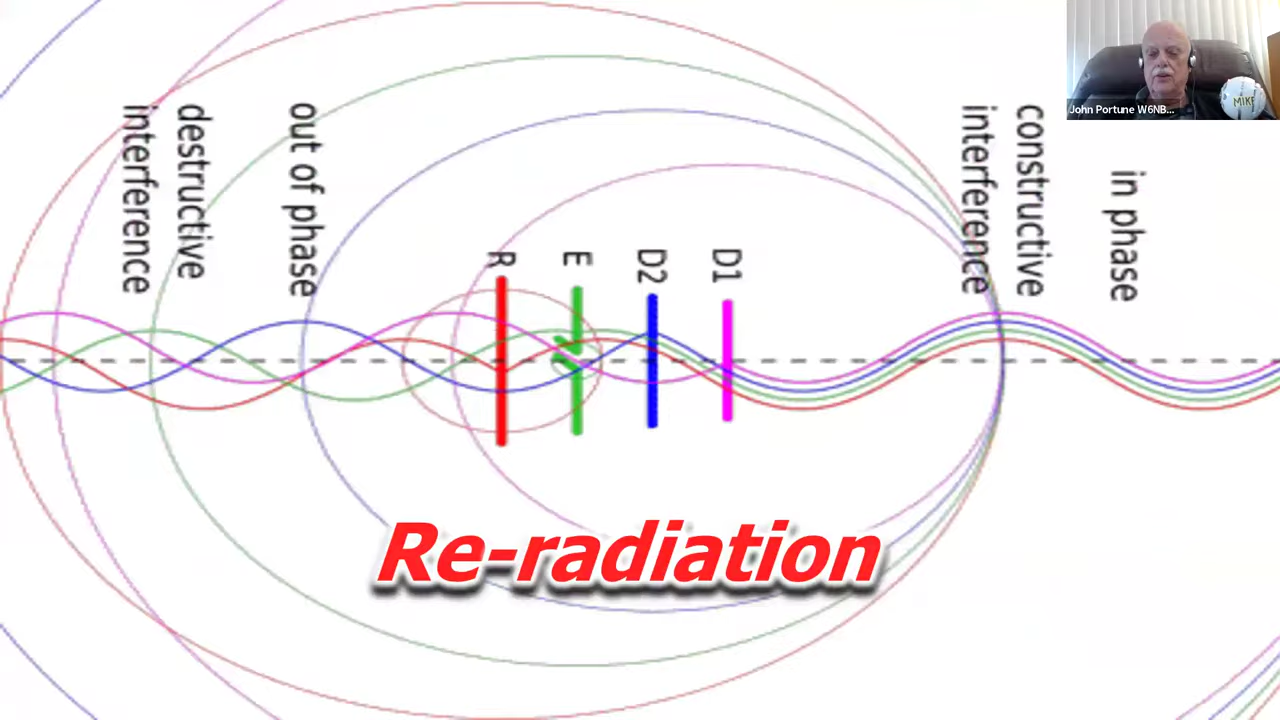 destructive
interference
out of phase
R
E
D2
D1
constructive
interference
in phase
Re-radiation
John Portune W6NB...
MIKE